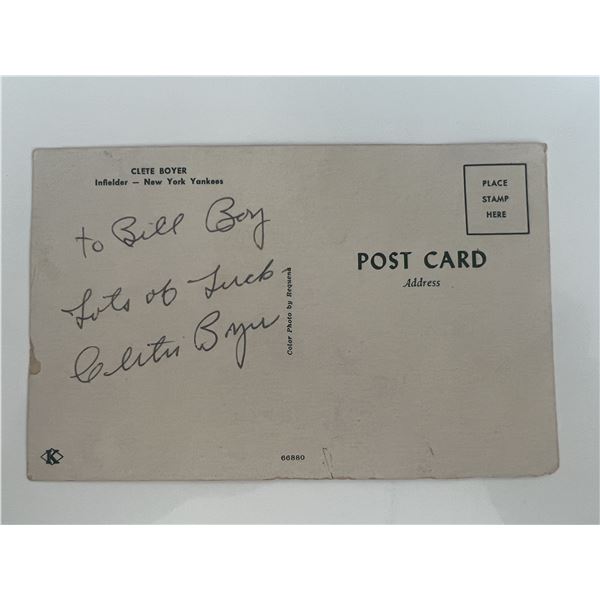 CLETE BOYER
Infielder — New York Yankees
to Bill Boy
Lots of Luck
Clete Boyer
PLACE
STAMP
HERE
POST CARD
Address
Color Photo by Requena
K
66880